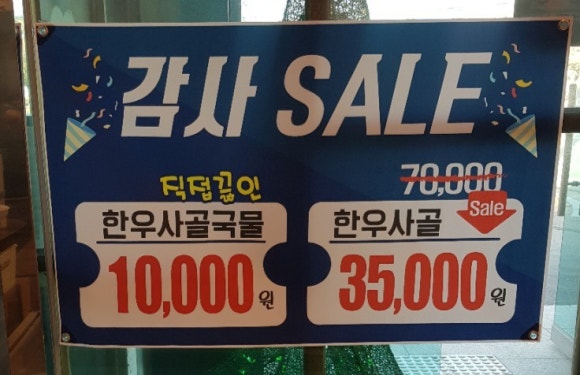 감사 SALE
직접끓인
한우사골국물
10,000원
70,000
Sale
한우사골
35,000원